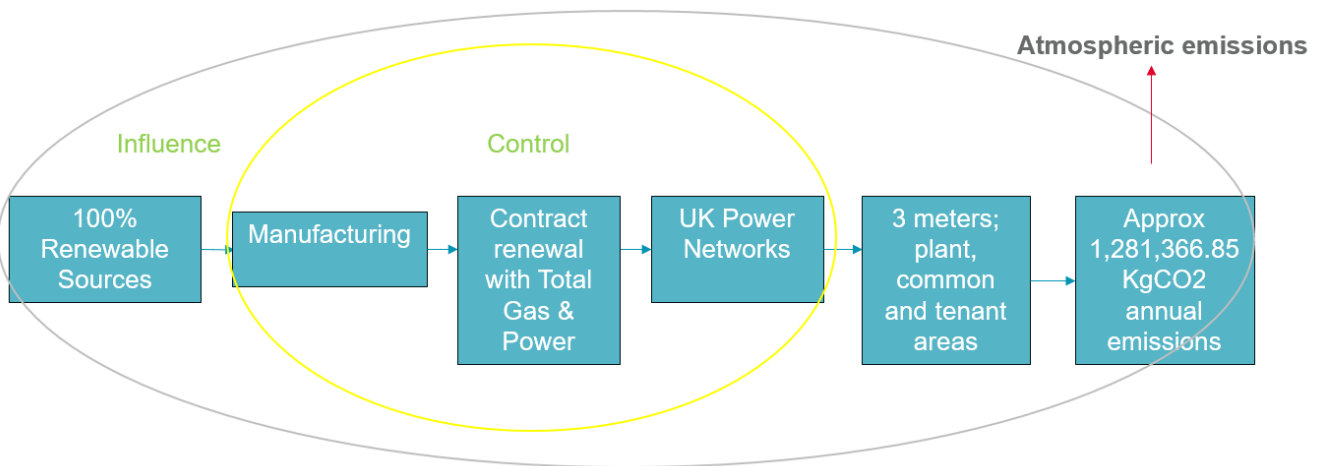 Atmospheric emissions
Influence
Control
100%
Renewable
Sources
Manufacturing
Contract
renewal
with Total
Gas &
Power
UK Power
Networks
3 meters;
plant,
common
and tenant
areas
Approx
1,281,366.85
KgCO2
annual
emissions